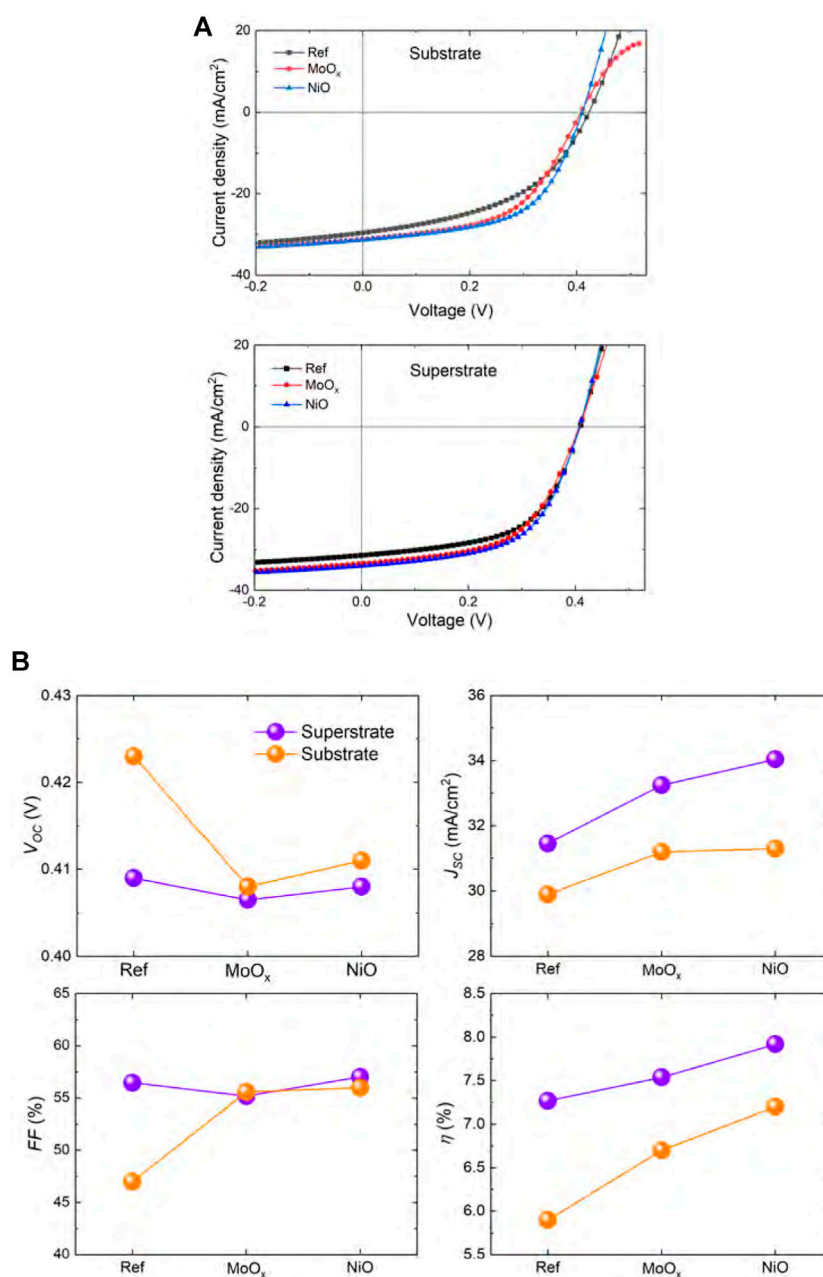 A
Substrate
Ref
MoOx
NiO
Current density (mA/cm²)
20
0
-20
-40
-0.2
0.0
0.2
0.4
Voltage (V)
Superstrate
Ref
MoOx
NiO
Current density (mA/cm²)
20
0
-20
-40
-0.2
0.0
0.2
0.4
Voltage (V)
B
Superstrate
Substrate
VOC (V)
0.43
0.42
0.41
0.40
Ref
MoOx
NiO
JSC (mA/cm²)
36
34
32
30
28
Ref
MoOx
NiO
FF (%)
65
60
55
50
45
40
Ref
MoOx
NiO
η (%)
8.0
7.5
7.0
6.5
6.0
5.5
Ref
MoOx
NiO